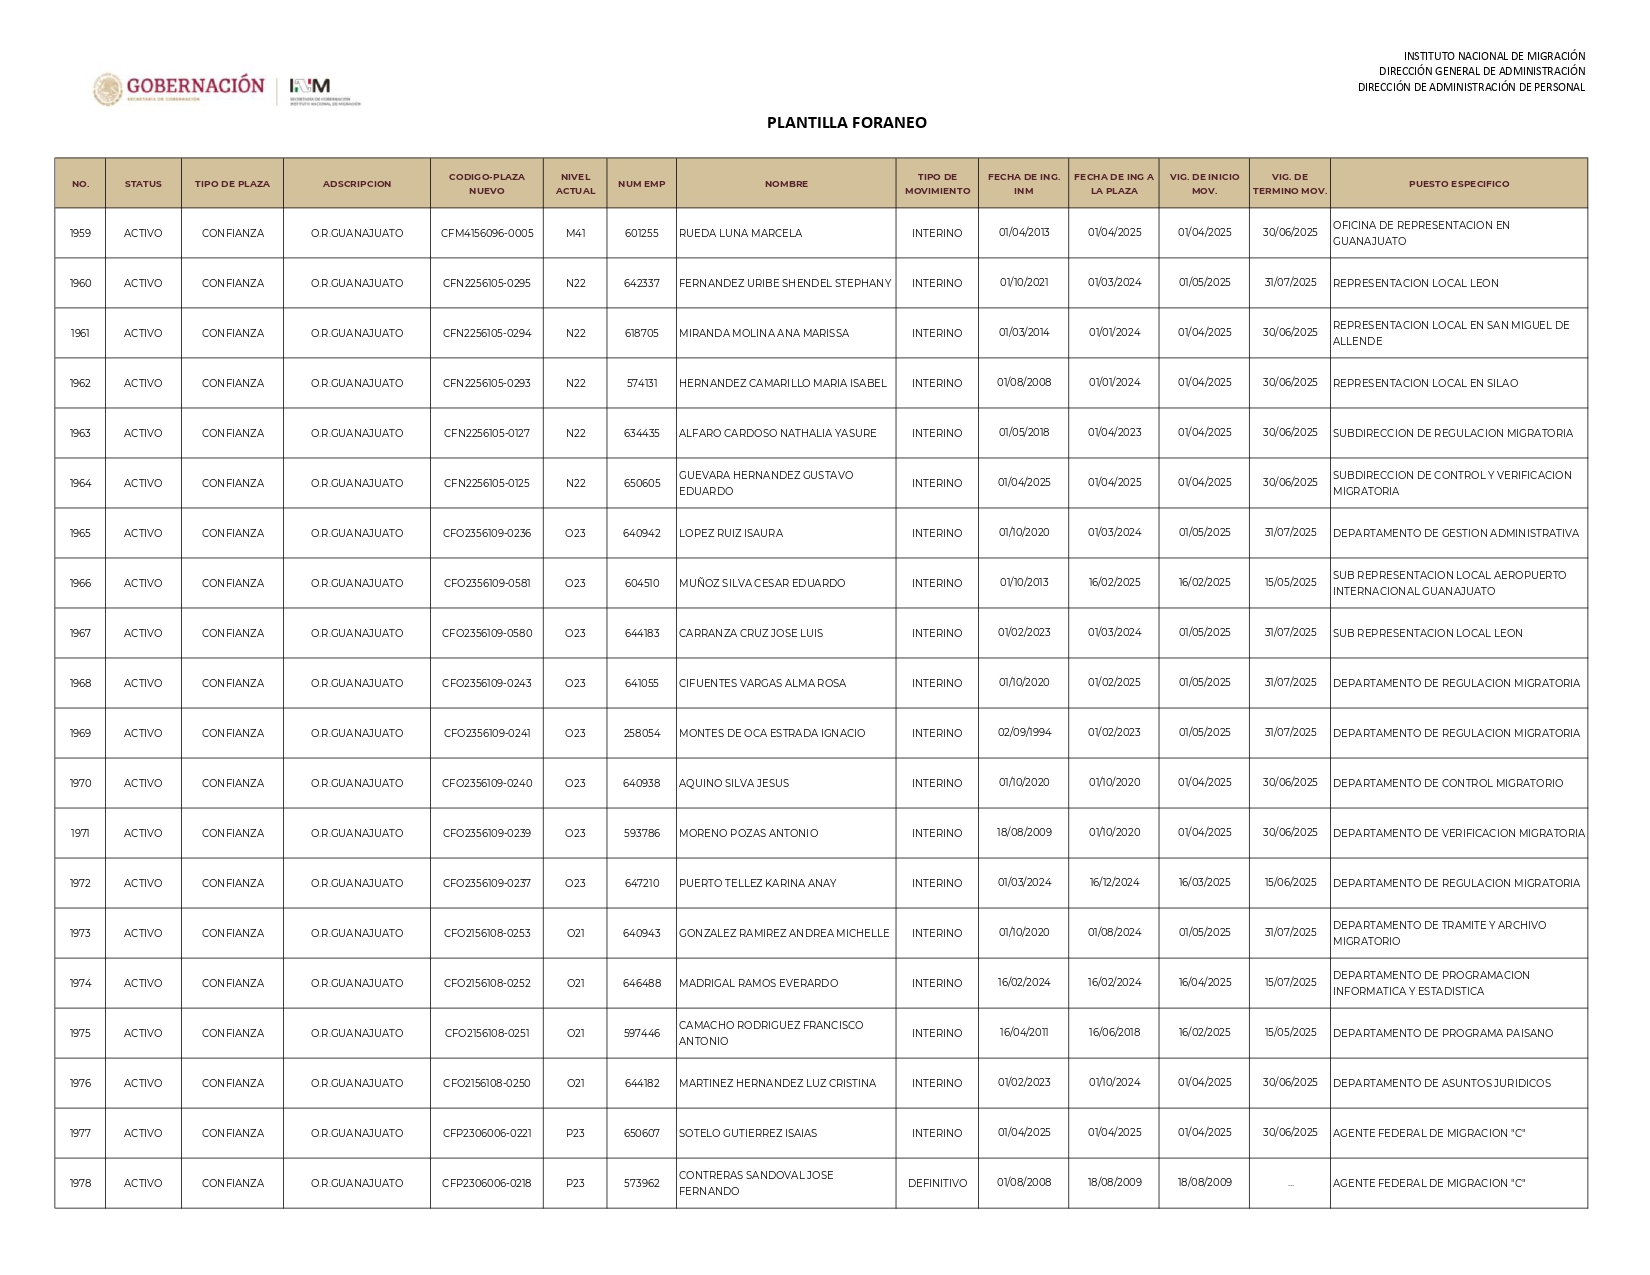 INSTITUTO NACIONAL DE MIGRACIÓN
DIRECCIÓN GENERAL DE ADMINISTRACIÓN
DIRECCIÓN DE ADMINISTRACIÓN DE PERSONAL
GOBERNACIÓN
SECRETARÍA DE GOBERNACIÓN
INM
SECRETARÍA DE GOBERNACIÓN
INSTITUTO NACIONAL DE MIGRACIÓN
PLANTILLA FORANEO
NO. STATUS TIPO DE PLAZA ADSCRIPCION CODIGO-PLAZA NUEVO NIVEL ACTUAL NUM EMP NOMBRE TIPO DE MOVIMIENTO FECHA DE ING. INM FECHA DE ING A LA PLAZA VIG. DE INICIO MOV. VIG. DE TERMINO MOV. PUESTO ESPECIFICO
1959 ACTIVO CONFIANZA O.R.GUANAJUATO CFM4156096-0005 M41 601255 RUEDA LUNA MARCELA INTERINO 01/04/2013 01/04/2025 01/04/2025 30/06/2025 OFICINA DE REPRESENTACION EN GUANAJUATO
1960 ACTIVO CONFIANZA O.R.GUANAJUATO CFN2256105-0295 N22 642337 FERNANDEZ URIBE SHENDEL STEPHANY INTERINO 01/10/2021 01/03/2024 01/05/2025 31/07/2025 REPRESENTACION LOCAL LEON
1961 ACTIVO CONFIANZA O.R.GUANAJUATO CFN2256105-0294 N22 618705 MIRANDA MOLINA ANA MARISSA INTERINO 01/03/2014 01/01/2024 01/04/2025 30/06/2025 REPRESENTACION LOCAL EN SAN MIGUEL DE ALLENDE
1962 ACTIVO CONFIANZA O.R.GUANAJUATO CFN2256105-0293 N22 574131 HERNANDEZ CAMARILLO MARIA ISABEL INTERINO 01/08/2008 01/01/2024 01/04/2025 30/06/2025 REPRESENTACION LOCAL EN SILAO
1963 ACTIVO CONFIANZA O.R.GUANAJUATO CFN2256105-0127 N22 634435 ALFARO CARDOSO NATHALIA YASURE INTERINO 01/05/2018 01/04/2023 01/04/2025 30/06/2025 SUBDIRECCION DE REGULACION MIGRATORIA
1964 ACTIVO CONFIANZA O.R.GUANAJUATO CFN2256105-0125 N22 650605 GUEVARA HERNANDEZ GUSTAVO EDUARDO INTERINO 01/04/2025 01/04/2025 01/04/2025 30/06/2025 SUBDIRECCION DE CONTROL Y VERIFICACION MIGRATORIA
1965 ACTIVO CONFIANZA O.R.GUANAJUATO CFO2356109-0236 O23 640942 LOPEZ RUIZ ISAURA INTERINO 01/10/2020 01/03/2024 01/05/2025 31/07/2025 DEPARTAMENTO DE GESTION ADMINISTRATIVA
1966 ACTIVO CONFIANZA O.R.GUANAJUATO CFO2356109-0581 O23 604510 MUÑOZ SILVA CESAR EDUARDO INTERINO 01/10/2013 16/02/2025 16/02/2025 15/05/2025 SUB REPRESENTACION LOCAL AEROPUERTO INTERNACIONAL GUANAJUATO
1967 ACTIVO CONFIANZA O.R.GUANAJUATO CFO2356109-0580 O23 644183 CARRANZA CRUZ JOSE LUIS INTERINO 01/02/2023 01/03/2024 01/05/2025 31/07/2025 SUB REPRESENTACION LOCAL LEON
1968 ACTIVO CONFIANZA O.R.GUANAJUATO CFO2356109-0243 O23 641055 CIFUENTES VARGAS ALMA ROSA INTERINO 01/10/2020 01/02/2025 01/05/2025 31/07/2025 DEPARTAMENTO DE REGULACION MIGRATORIA
1969 ACTIVO CONFIANZA O.R.GUANAJUATO CFO2356109-0241 O23 258054 MONTES DE OCA ESTRADA IGNACIO INTERINO 02/09/1994 01/02/2023 01/05/2025 31/07/2025 DEPARTAMENTO DE REGULACION MIGRATORIA
1970 ACTIVO CONFIANZA O.R.GUANAJUATO CFO2356109-0240 O23 640938 AQUINO SILVA JESUS INTERINO 01/10/2020 01/10/2020 01/04/2025 30/06/2025 DEPARTAMENTO DE CONTROL MIGRATORIO
1971 ACTIVO CONFIANZA O.R.GUANAJUATO CFO2356109-0239 O23 593786 MORENO POZAS ANTONIO INTERINO 18/08/2009 01/10/2020 01/04/2025 30/06/2025 DEPARTAMENTO DE VERIFICACION MIGRATORIA
1972 ACTIVO CONFIANZA O.R.GUANAJUATO CFO2356109-0237 O23 647210 PUERTO TELLEZ KARINA ANAY INTERINO 01/03/2024 16/12/2024 16/03/2025 15/06/2025 DEPARTAMENTO DE REGULACION MIGRATORIA
1973 ACTIVO CONFIANZA O.R.GUANAJUATO CFO2156108-0253 O21 640943 GONZALEZ RAMIREZ ANDREA MICHELLE INTERINO 01/10/2020 01/08/2024 01/05/2025 31/07/2025 DEPARTAMENTO DE TRAMITE Y ARCHIVO MIGRATORIO
1974 ACTIVO CONFIANZA O.R.GUANAJUATO CFO2156108-0252 O21 646488 MADRIGAL RAMOS EVERARDO INTERINO 16/02/2024 16/02/2024 16/04/2025 15/07/2025 DEPARTAMENTO DE PROGRAMACION INFORMATICA Y ESTADISTICA
1975 ACTIVO CONFIANZA O.R.GUANAJUATO CFO2156108-0251 O21 597446 CAMACHO RODRIGUEZ FRANCISCO ANTONIO INTERINO 16/04/2011 16/06/2018 16/02/2025 15/05/2025 DEPARTAMENTO DE PROGRAMA PAISANO
1976 ACTIVO CONFIANZA O.R.GUANAJUATO CFO2156108-0250 O21 644182 MARTINEZ HERNANDEZ LUZ CRISTINA INTERINO 01/02/2023 01/10/2024 01/04/2025 30/06/2025 DEPARTAMENTO DE ASUNTOS JURIDICOS
1977 ACTIVO CONFIANZA O.R.GUANAJUATO CFP2306006-0221 P23 650607 SOTELO GUTIERREZ ISAIAS INTERINO 01/04/2025 01/04/2025 01/04/2025 30/06/2025 AGENTE FEDERAL DE MIGRACION "C"
1978 ACTIVO CONFIANZA O.R.GUANAJUATO CFP2306006-0218 P23 573962 CONTRERAS SANDOVAL JOSE FERNANDO DEFINITIVO 01/08/2008 18/08/2009 18/08/2009 ... AGENTE FEDERAL DE MIGRACION "C"